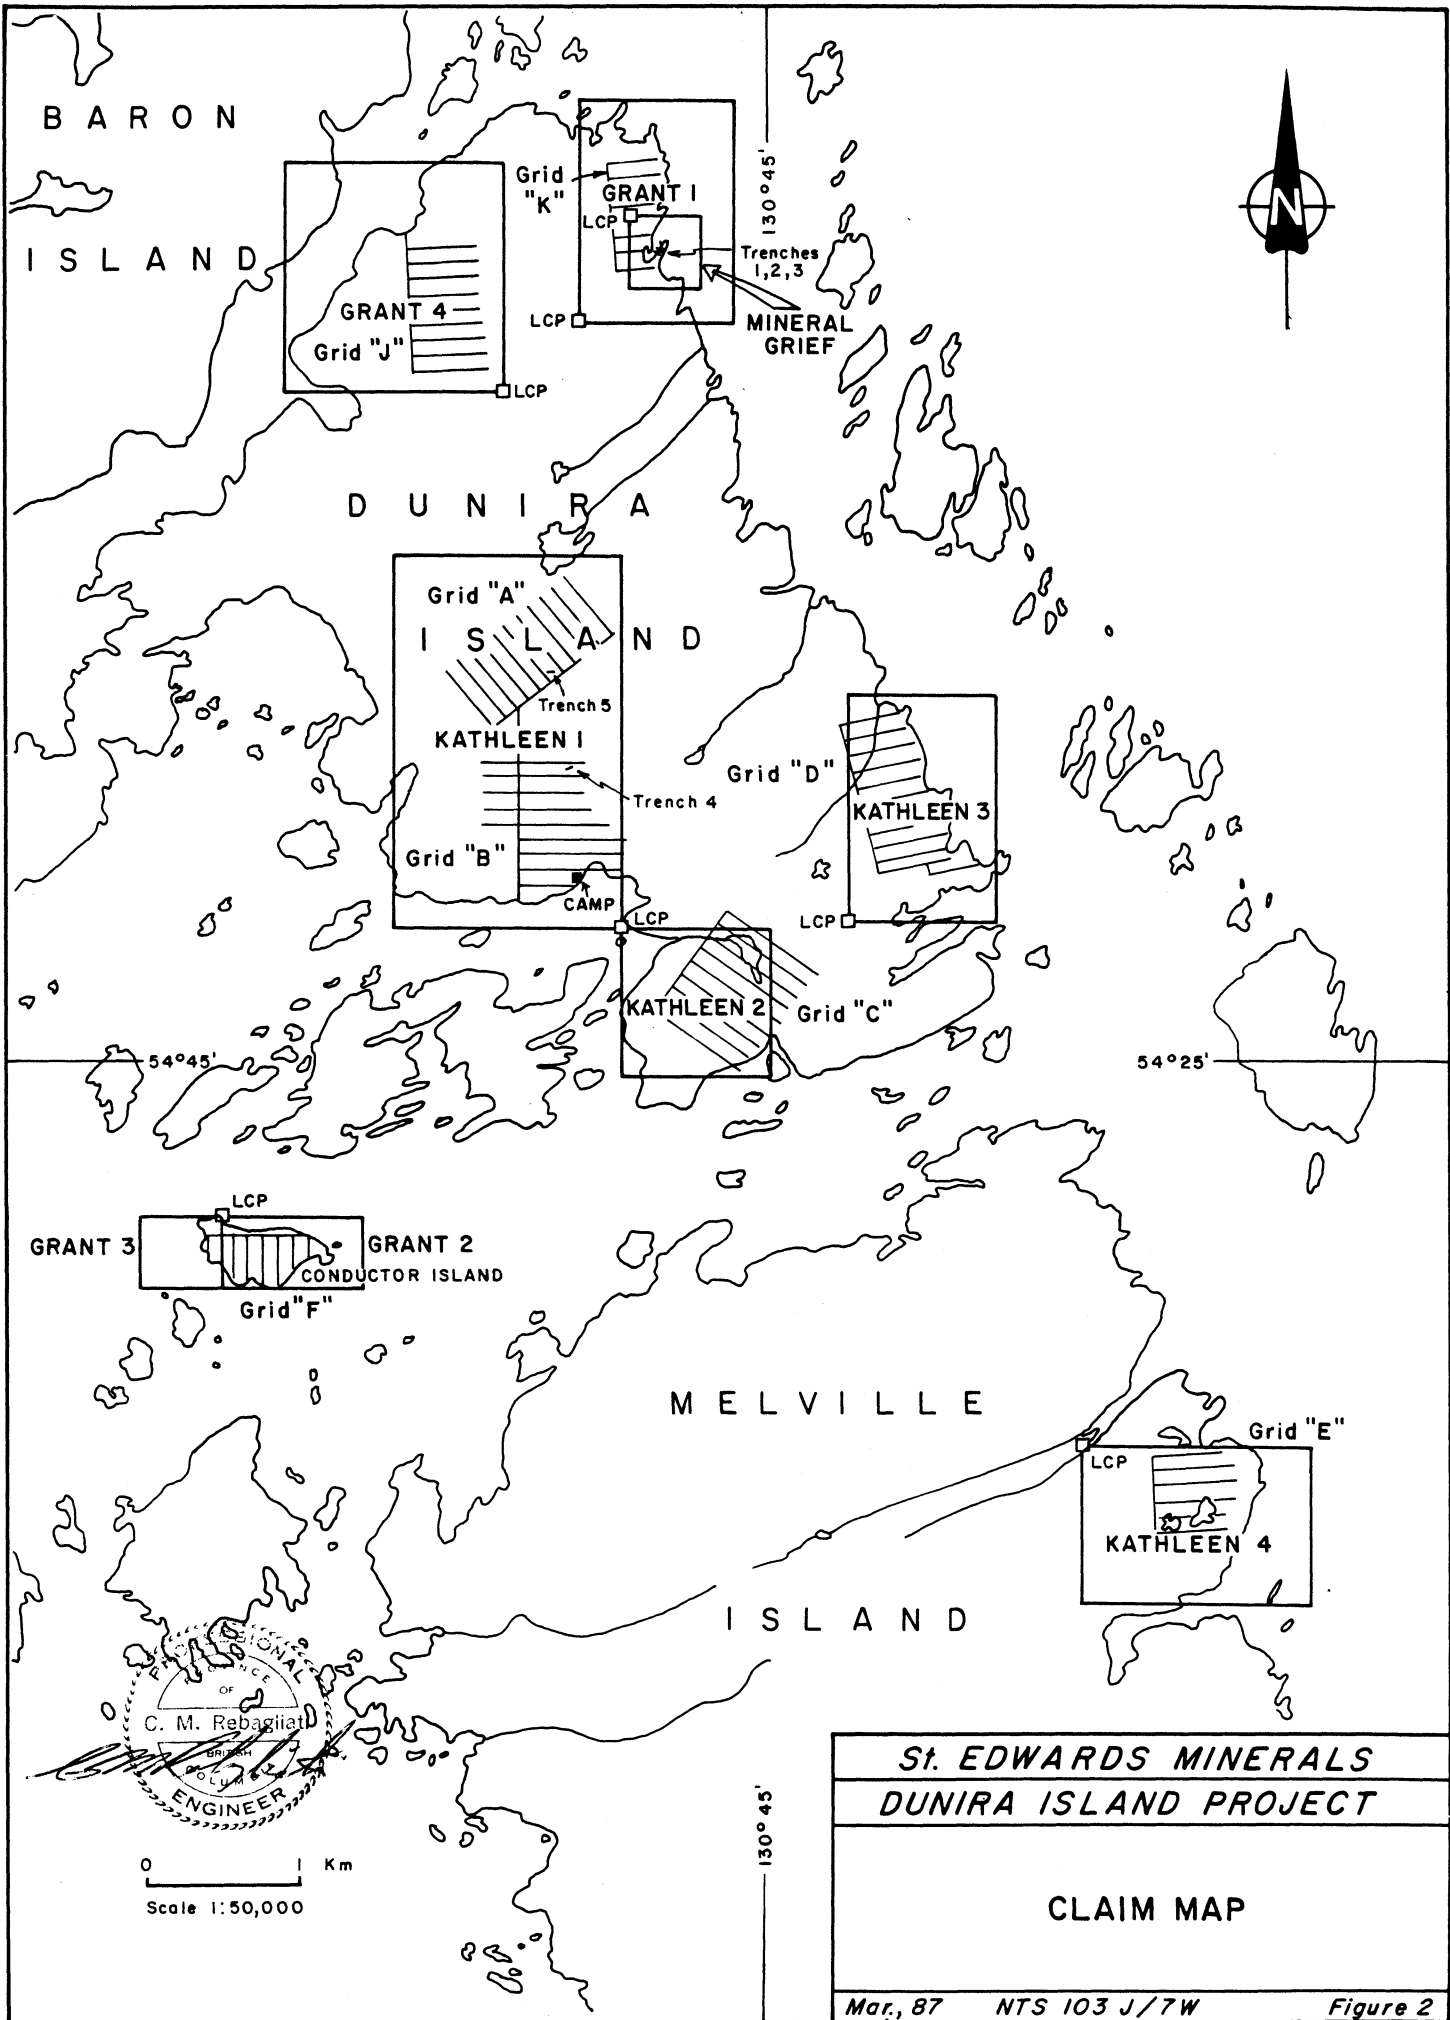 BARON
ISLAND
130°45'
N
Grid
"K"
GRANT 1
LCP
Trenches
1,2,3
LCP
MINERAL
GRIEF
GRANT 4
Grid "J"
LCP
DUNIRA
ISLAND
Grid "A"
Trench 5
KATHLEEN 1
Trench 4
Grid "B"
CAMP
LCP
Grid "D"
KATHLEEN 3
LCP
KATHLEEN 2
Grid "C"
54°45'
54°25'
LCP
GRANT 3
GRANT 2
CONDUCTOR ISLAND
Grid "F"
MELVILLE
ISLAND
Grid "E"
LCP
KATHLEEN 4
PROVINCE
OF
C. M. Rebagliati
BRITISH
COLUMBIA
ENGINEER
0 1 Km
Scale 1:50,000
130°45'
St. EDWARDS MINERALS
DUNIRA ISLAND PROJECT
CLAIM MAP
Mar., 87 NTS 103 J/7W Figure 2